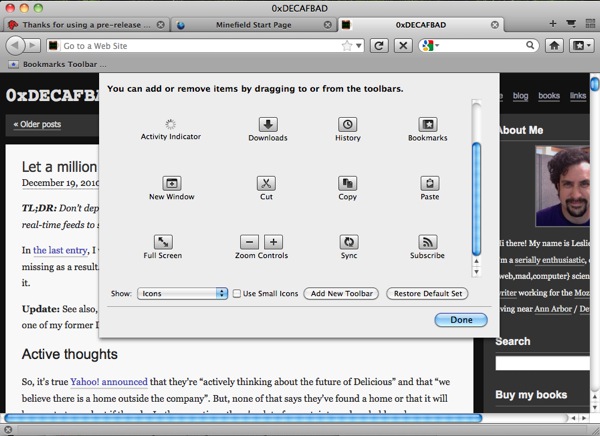 0xDECAFBAD
Thanks for using a pre-release ...
Minefield Start Page
0xDECAFBAD
Go to a Web Site
Bookmarks Toolbar ...
You can add or remove items by dragging to or from the toolbars.
Activity Indicator
Downloads
History
Bookmarks
New Window
Cut
Copy
Paste
Full Screen
Zoom Controls
Sync
Subscribe
Show: Icons
Use Small Icons
Add New Toolbar
Restore Default Set
Done
0xDECAFBAD
blog books links
« Older posts
Let a million
December 19, 2010
TL;DR: Don't dep
real-time feeds to s
In the last entry, I
missing as a result.
it.
Update: See also,
one of my former D
Active thoughts
So, it's true Yahoo! announced that they're “actively thinking about the future of Delicious” and that “we
believe there is a home outside the company”. But, none of that says they've found a home or that it will
About Me
Hi there! My name is Leslie
I'm a serially enthusiastic,
{web,mad,computer} scien
writer working for the Moz
living near Ann Arbor / De
Search
Buy my books